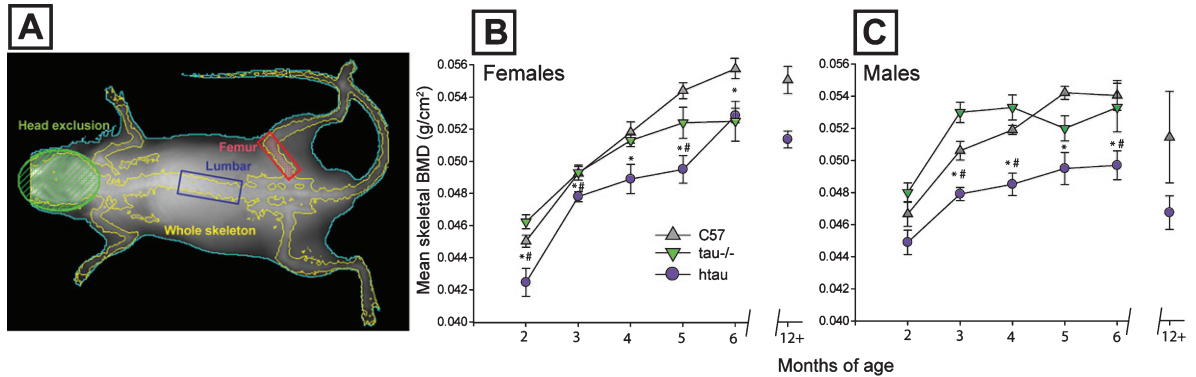 A
Head exclusion
Femur
Lumbar
Whole skeleton
B
Females
Mean skeletal BMD (g/cm²)
0.056
0.054
0.052
0.050
0.048
0.046
0.044
0.042
0.040
*#
*#
*
*#
*
C57
tau-/-
htau
2
3
4
5
6
12+
C
Males
0.056
0.054
0.052
0.050
0.048
0.046
0.044
0.042
0.040
*#
*#
*
*#
2
3
4
5
6
12+
Months of age